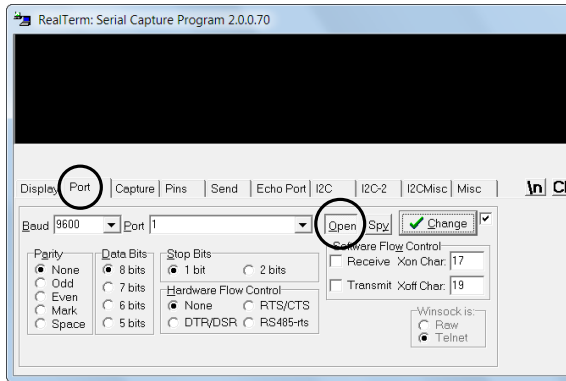 RealTerm: Serial Capture Program 2.0.0.70
Display Port Capture Pins Send Echo Port I2C I2C-2 I2CMisc Misc \n
Baud 9600 Port 1 Open Spy Change
Parity Data Bits Stop Bits Software Flow Control
None 8 bits 1 bit 2 bits Receive Xon Char: 17
Odd 7 bits
Even 6 bits Hardware Flow Control Transmit Xoff Char: 19
Mark 5 bits None RTS/CTS
Space DTR/DSR RS485-rts
Winsock is:
Raw
Telnet